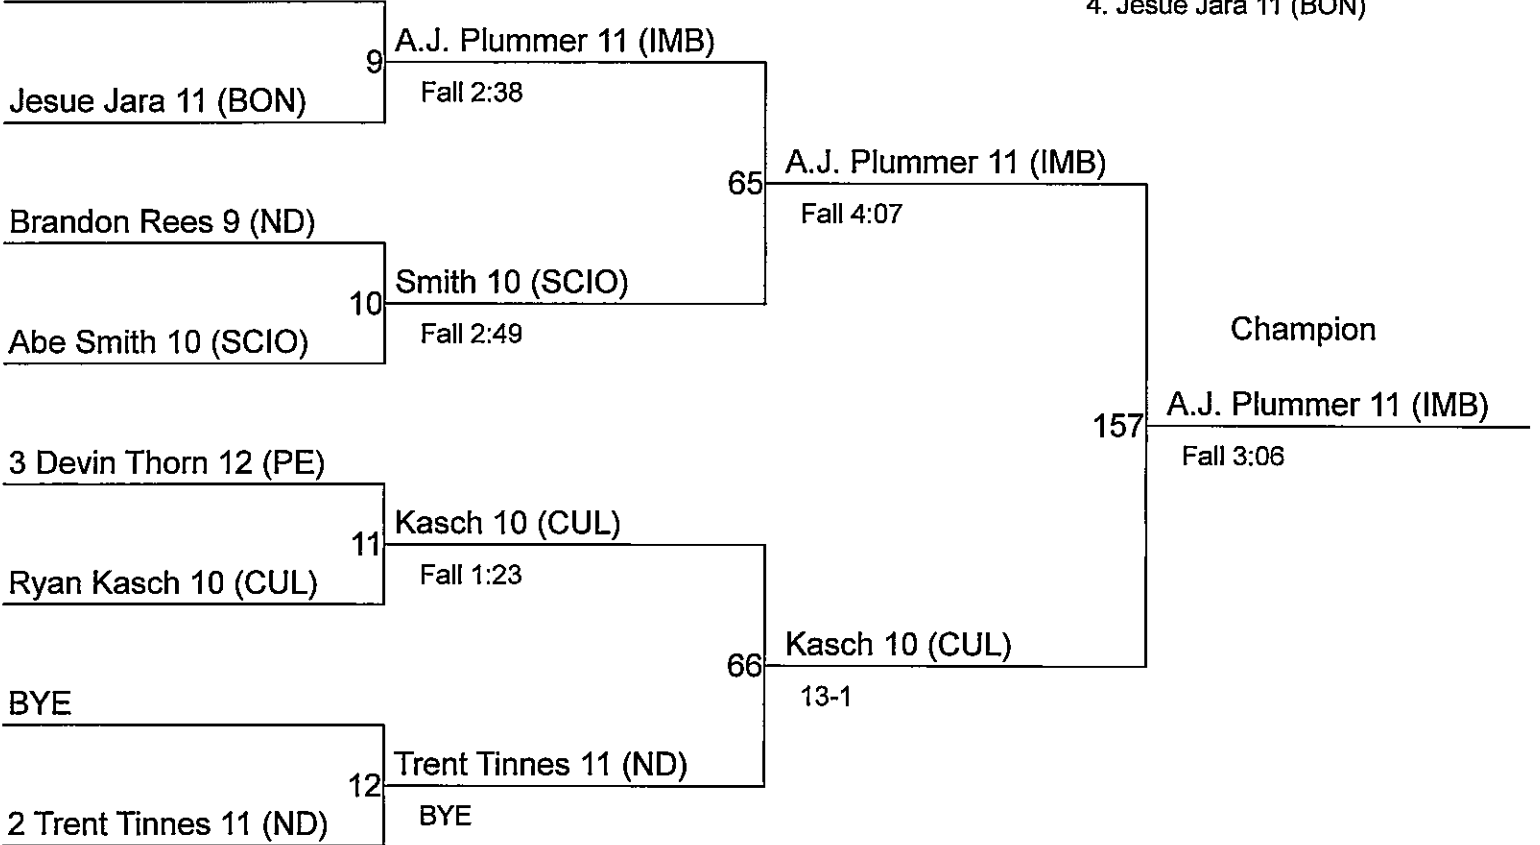 4. Jesue Jara 11 (BON)
A.J. Plummer 11 (IMB)
9
Fall 2:38
Jesue Jara 11 (BON)
A.J. Plummer 11 (IMB)
65
Fall 4:07
Brandon Rees 9 (ND)
Smith 10 (SCIO)
10
Fall 2:49
Abe Smith 10 (SCIO)
Champion
A.J. Plummer 11 (IMB)
157
Fall 3:06
3 Devin Thorn 12 (PE)
Kasch 10 (CUL)
11
Fall 1:23
Ryan Kasch 10 (CUL)
Kasch 10 (CUL)
66
13-1
BYE
Trent Tinnes 11 (ND)
12
BYE
2 Trent Tinnes 11 (ND)